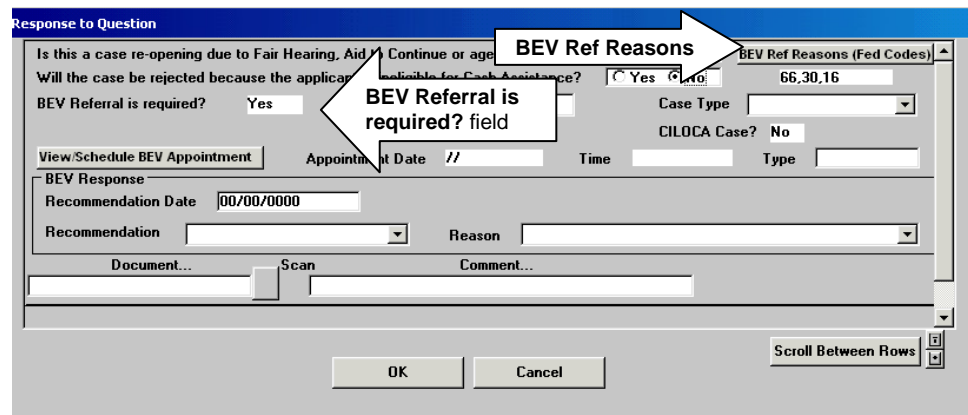 Response to Question
Is this a case re-opening due to Fair Hearing, Aid to Continue or age
BEV Ref Reasons
BEV Ref Reasons (Fed Codes)
Will the case be rejected because the applicant ineligible for Cash Assistance? Yes No
66,30,16
BEV Referral is required? Yes
BEV Referral is
required? field
Case Type
CILOCA Case? No
View/Schedule BEV Appointment Appointment Date // Time Type
BEV Response
Recommendation Date 00/00/0000
Recommendation Reason
Document... Scan Comment...
Scroll Between Rows
OK Cancel